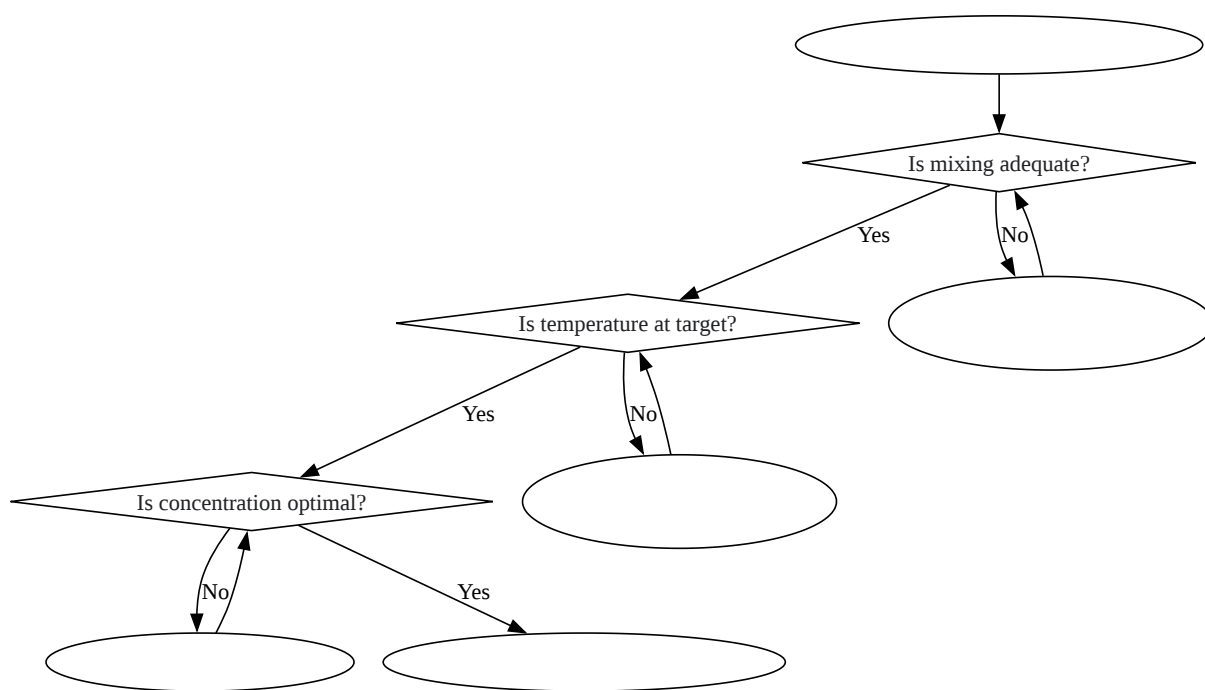 Is mixing adequate?
Yes
No
Is temperature at target?
Yes
No
Is concentration optimal?
No
Yes